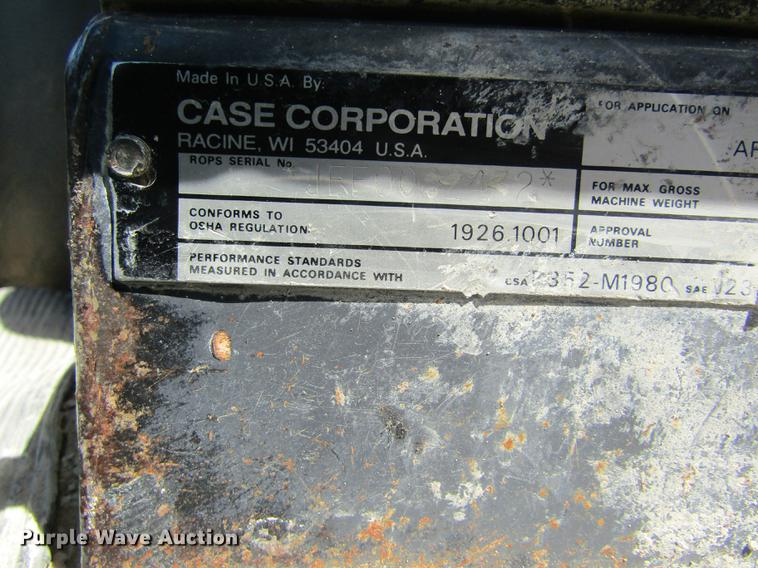 Made In U.S.A. By:
CASE CORPORATION
RACINE, WI 53404 U.S.A.
FOR APPLICATION ON
ROPS SERIAL No.
FOR MAX. GROSS
MACHINE WEIGHT
CONFORMS TO
OSHA REGULATION 1926.1001
APPROVAL
NUMBER
PERFORMANCE STANDARDS
MEASURED IN ACCORDANCE WITH CSA SAE
Purple Wave Auction